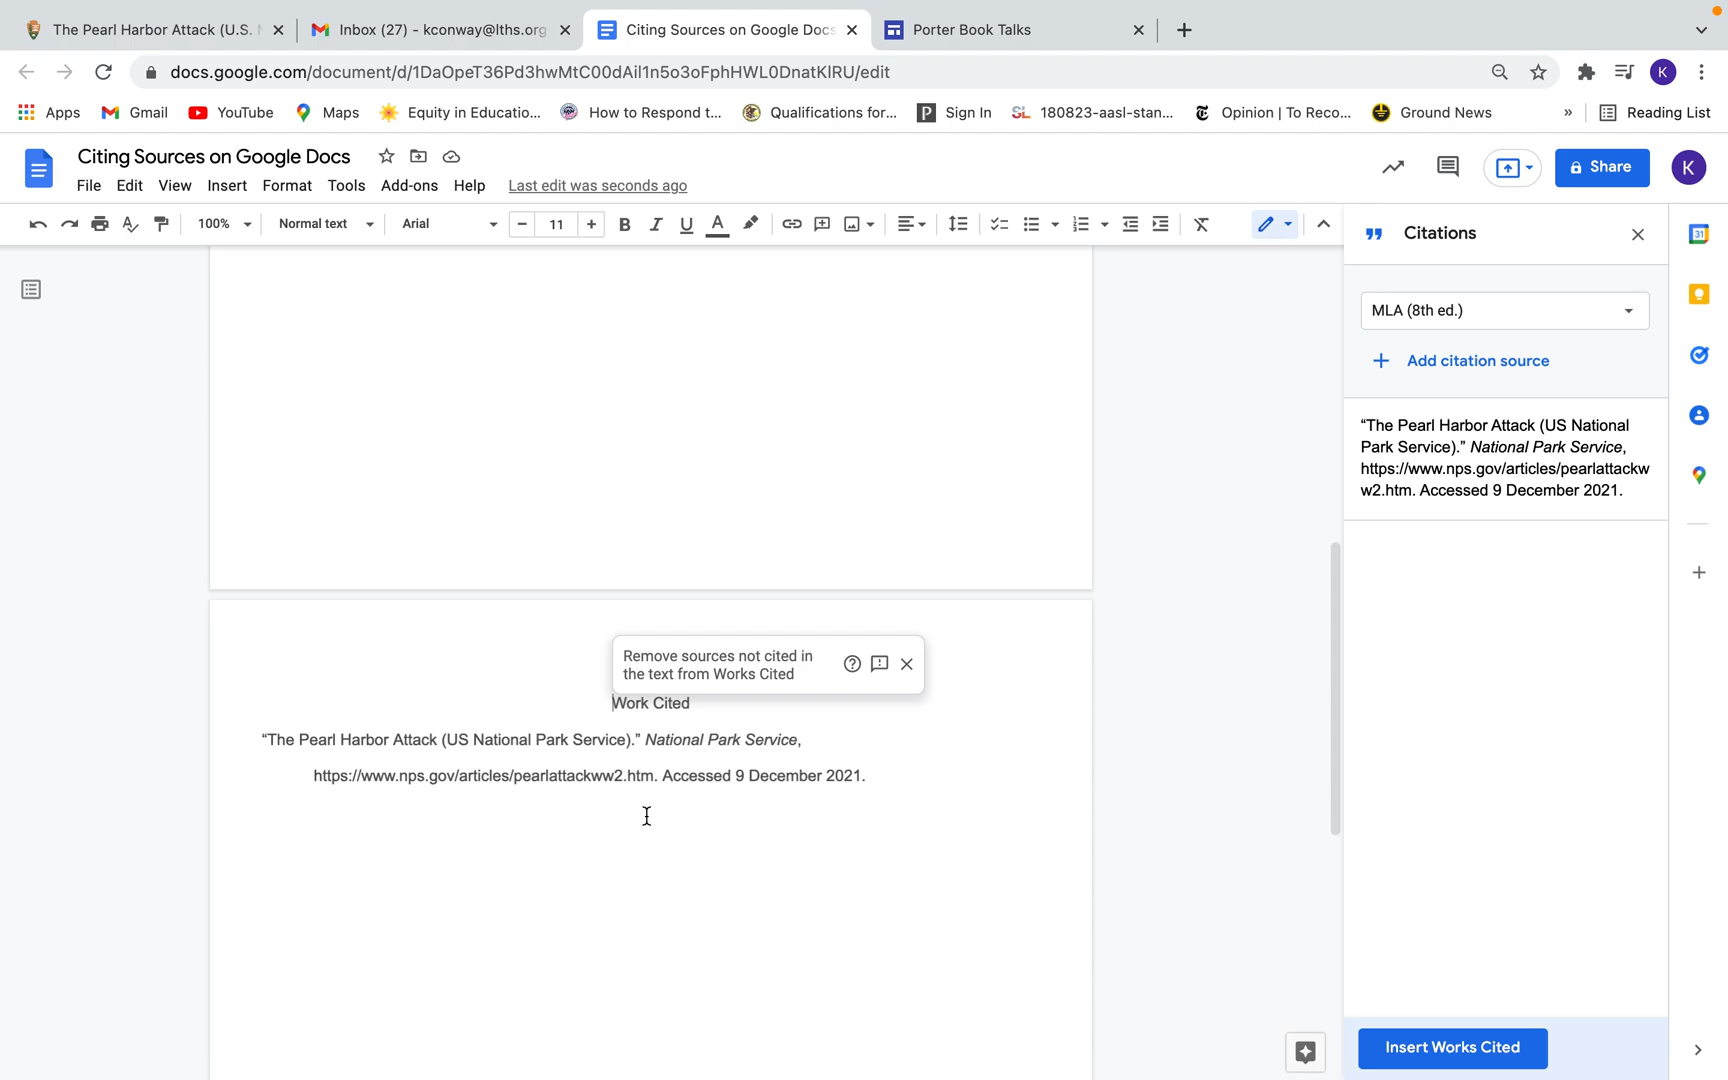 The Pearl Harbor Attack (U.S.
Inbox (27) - kconway@lths.org
Citing Sources on Google Docs
Porter Book Talks
docs.google.com/document/d/1DaOpeT36Pd3hwMtC00dAil1n5o3oFphHWL0DnatKIRU/edit
K
Apps
Gmail
YouTube
Maps
Equity in Educatio...
How to Respond t...
Qualifications for...
P
Sign In
SL
180823-aasl-stan...
Opinion | To Reco...
Ground News
»
Reading List
Citing Sources on Google Docs
File Edit View Insert Format Tools Add-ons Help
Last edit was seconds ago
Share
K
100%
Normal text
Arial
11
B I U A
Citations
31
MLA (8th ed.)
Add citation source
“The Pearl Harbor Attack (US National
Park Service).” National Park Service,
https://www.nps.gov/articles/pearlattackw
w2.htm. Accessed 9 December 2021.
Remove sources not cited in
the text from Works Cited
Work Cited
“The Pearl Harbor Attack (US National Park Service).” National Park Service,
https://www.nps.gov/articles/pearlattackww2.htm. Accessed 9 December 2021.
Insert Works Cited